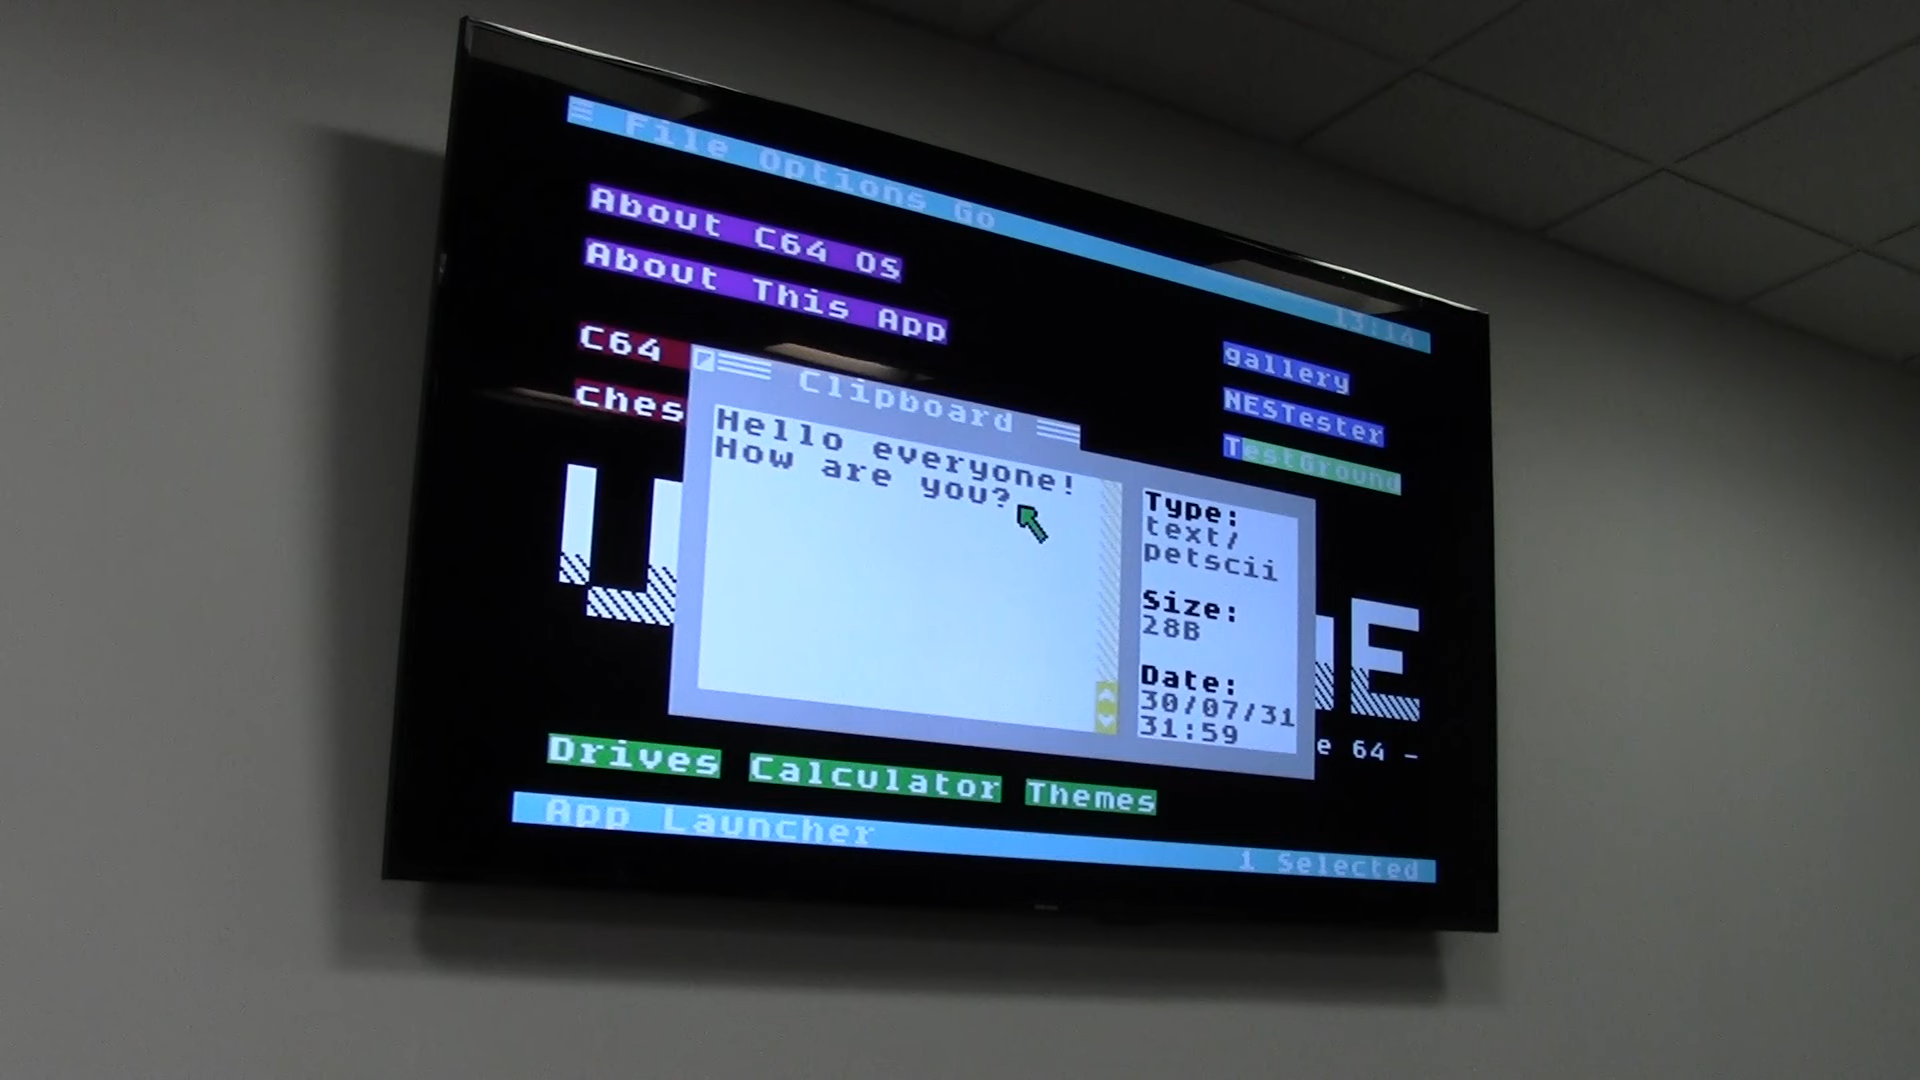 File Options Go
13:14
About C64 OS
About This App
C64
Ches
gallery
NESTester
TestGround
Clipboard
Hello everyone!
How are you?
Type:
text/
petscii
Size:
28B
Date:
30/07/31
31:59
E
e 64 -
Drives Calculator Themes
App Launcher
1 Selected